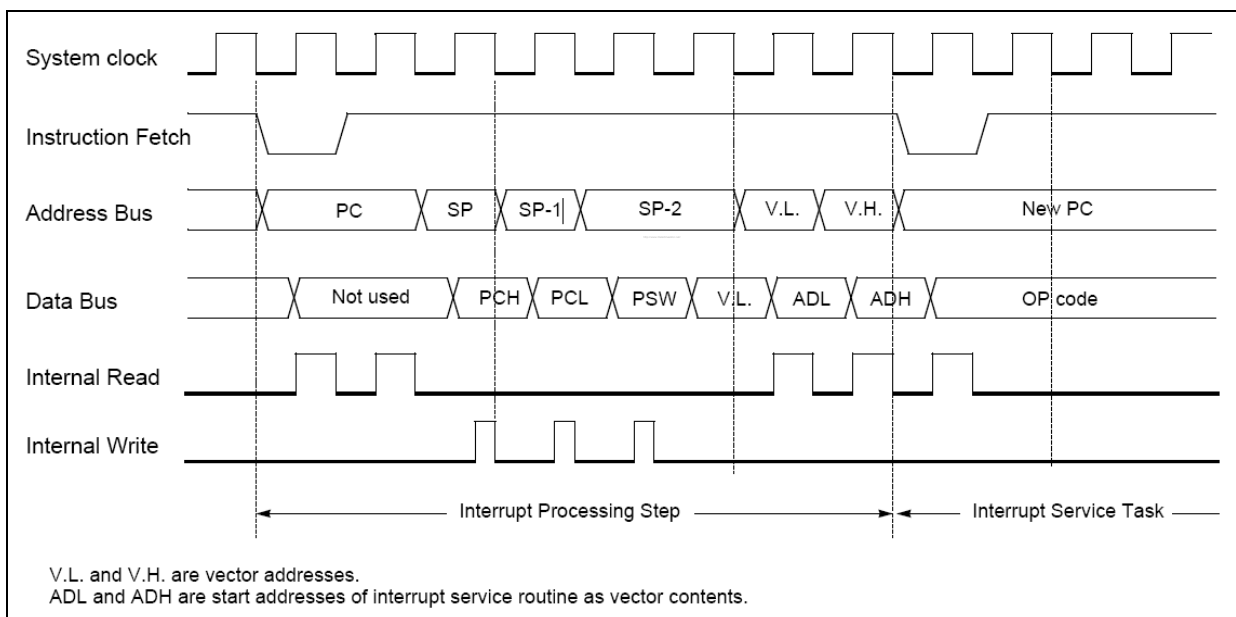 System clock
Instruction Fetch
Address Bus PC SP SP-1 SP-2 V.L. V.H. New PC
Data Bus Not used PCH PCL PSW V.L. ADL ADH OP code
Internal Read
Internal Write
Interrupt Processing Step Interrupt Service Task
V.L. and V.H. are vector addresses.
ADL and ADH are start addresses of interrupt service routine as vector contents.